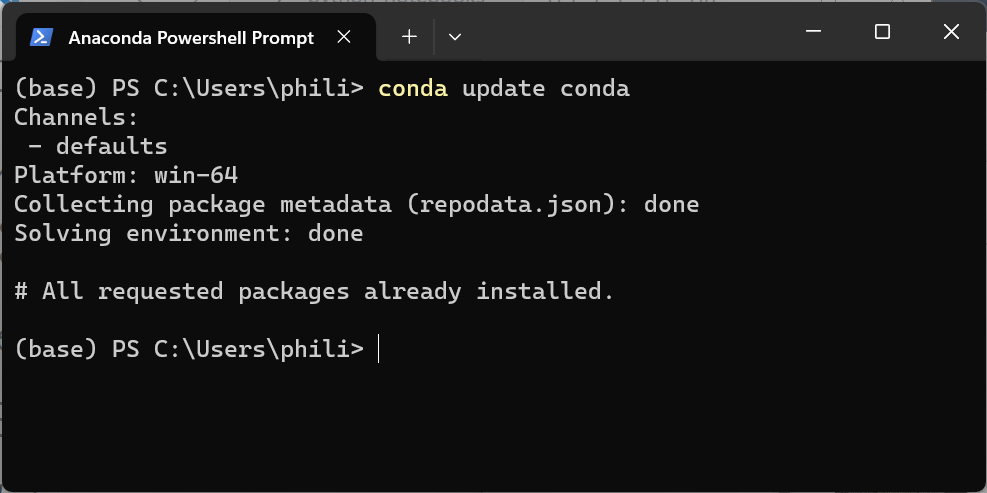 Anaconda Powershell Prompt
(base) PS C:\Users\phili> conda update conda
Channels:
 - defaults
Platform: win-64
Collecting package metadata (repodata.json): done
Solving environment: done
# All requested packages already installed.
(base) PS C:\Users\phili>